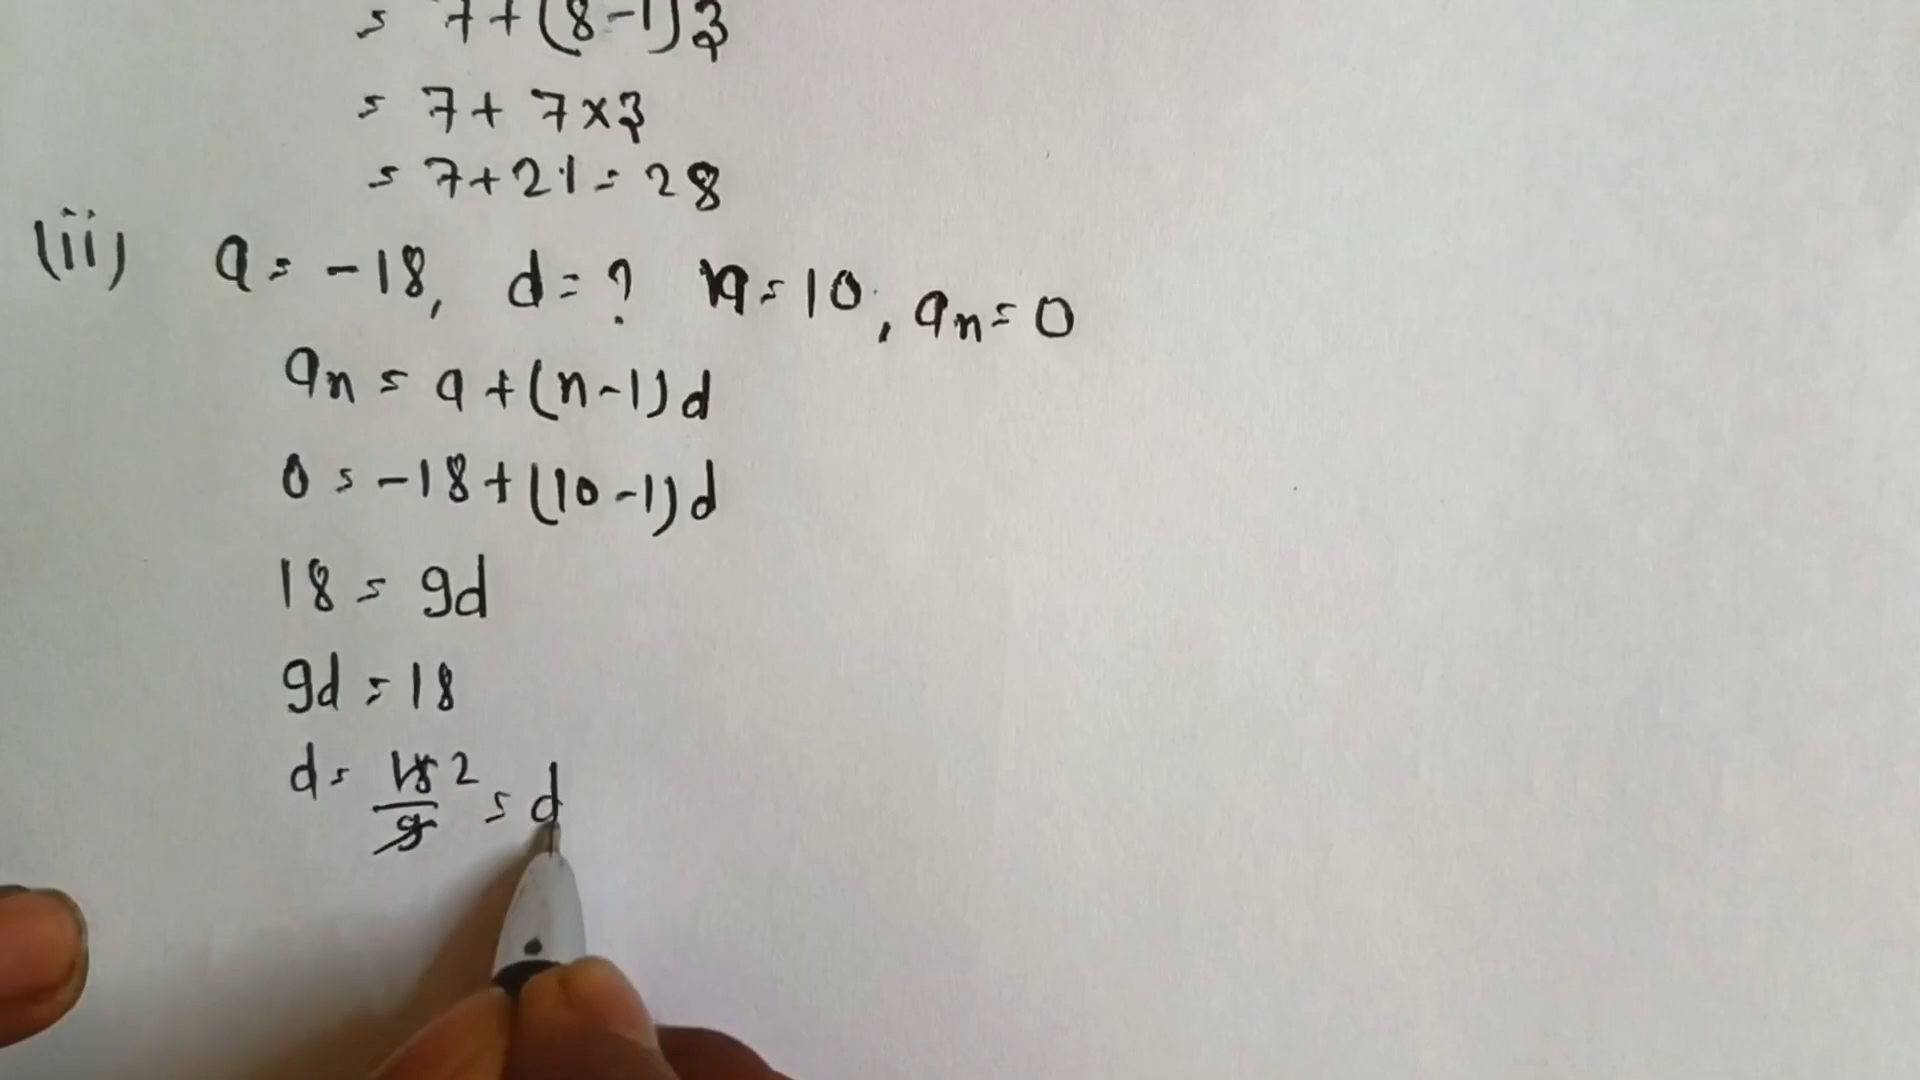 = 7+(8-1)3
= 7+ 7×3
= 7+21 = 28
(ii) a = -18, d = ? n = 10, an = 0
an = a+(n-1)d
0 = -18+(10-1)d
18 = 9d
9d = 18
d = 18/9 2 = d